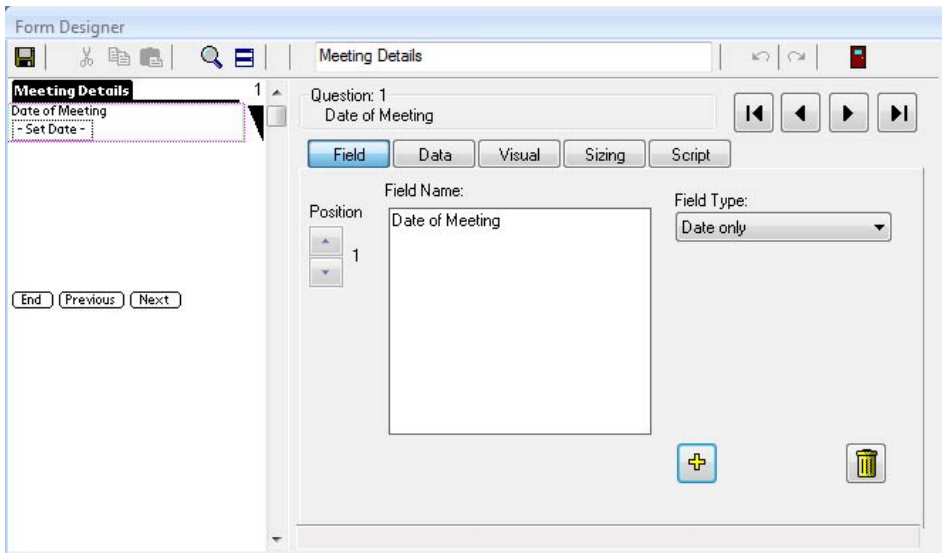 Form Designer
Meeting Details
Meeting Details 1
Date of Meeting
- Set Date -
End Previous Next
Question: 1
Date of Meeting
Field Data Visual Sizing Script
Field Name:
Position
Date of Meeting
1
Field Type:
Date only